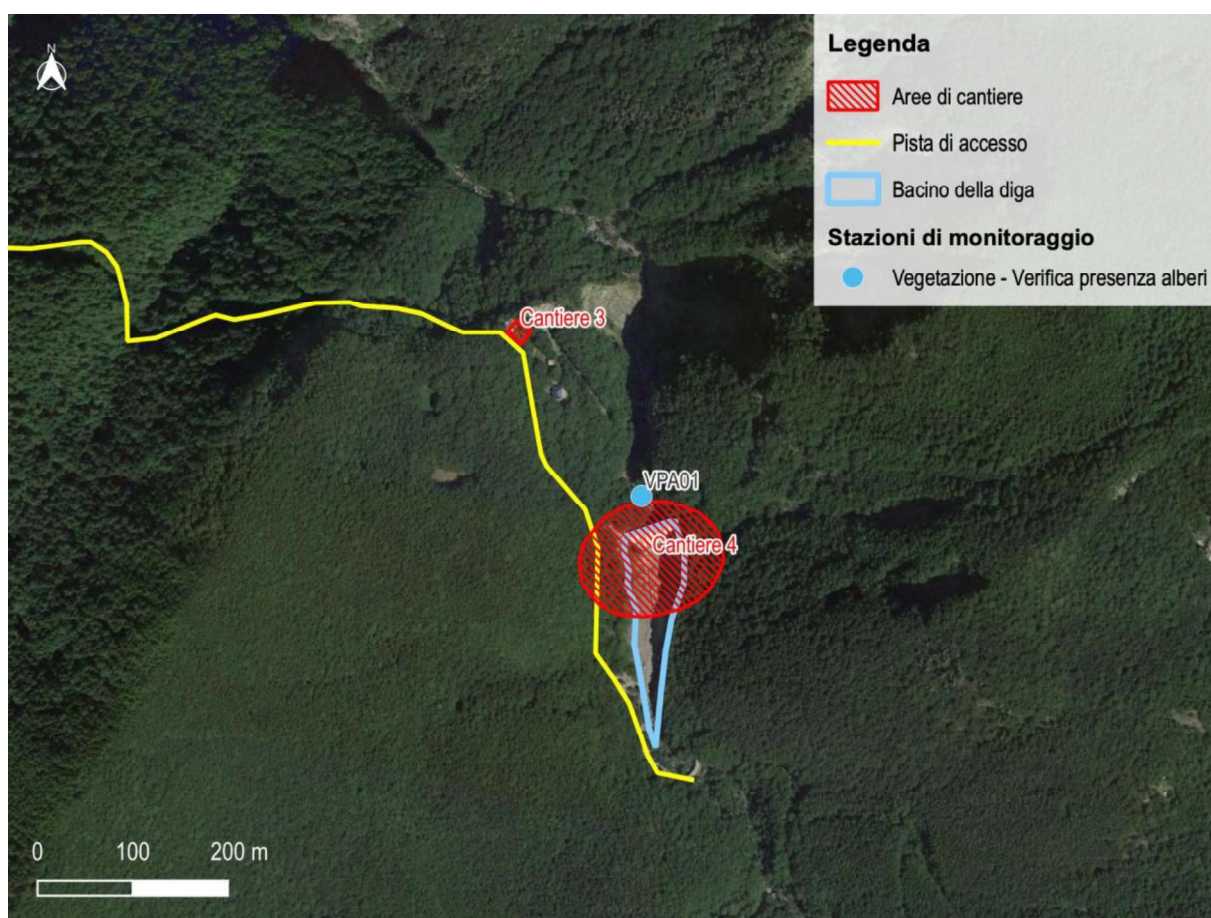 N
Legenda
Aree di cantiere
Pista di accesso
Bacino della diga
Stazioni di monitoraggio
Vegetazione - Verifica presenza alberi
Cantiere 3
VPA01
Cantiere 4
0 100 200 m